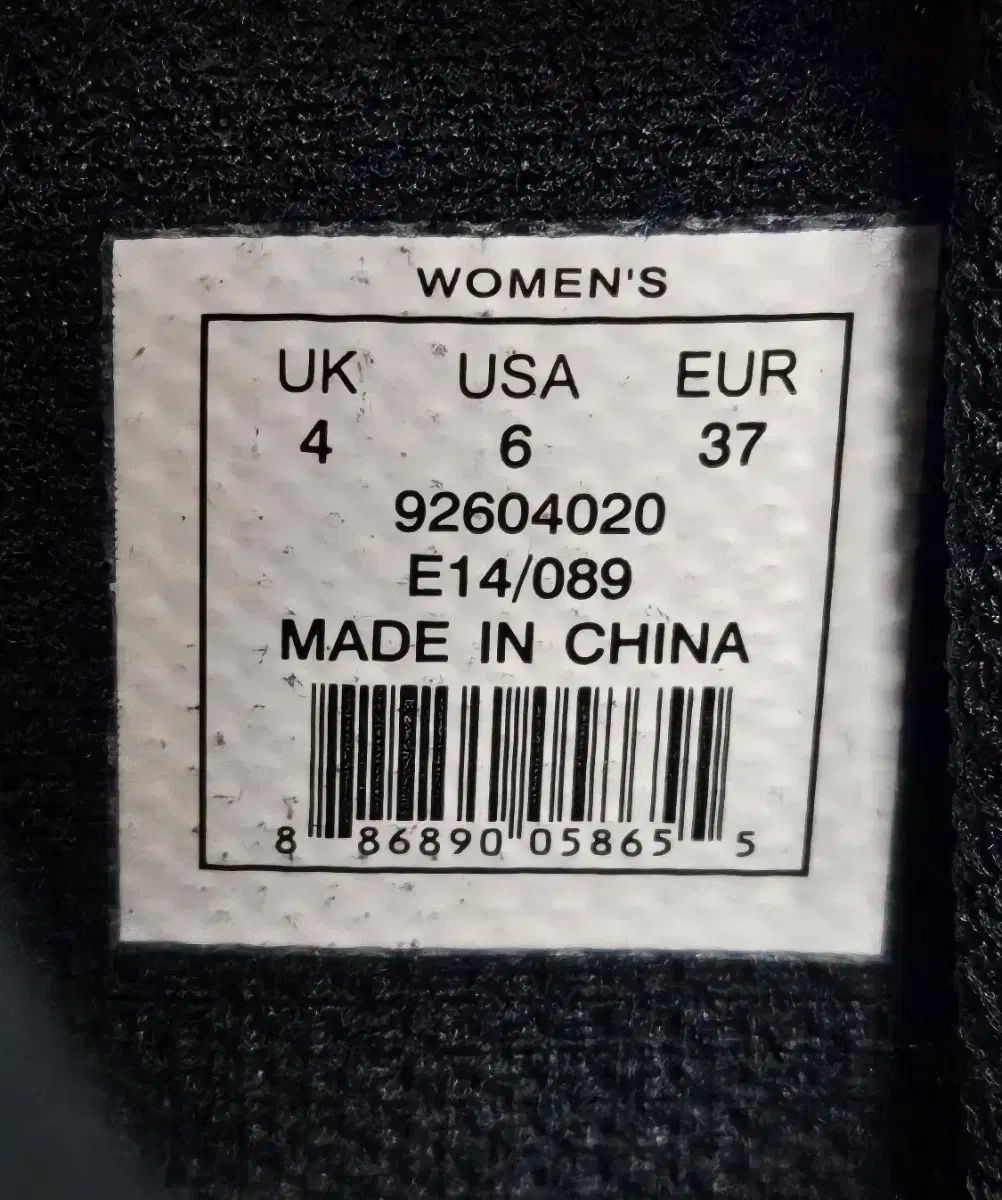 WOMEN'S
UK USA EUR
4 6 37
92604020
E14/089
MADE IN CHINA
8 86890 05865 5